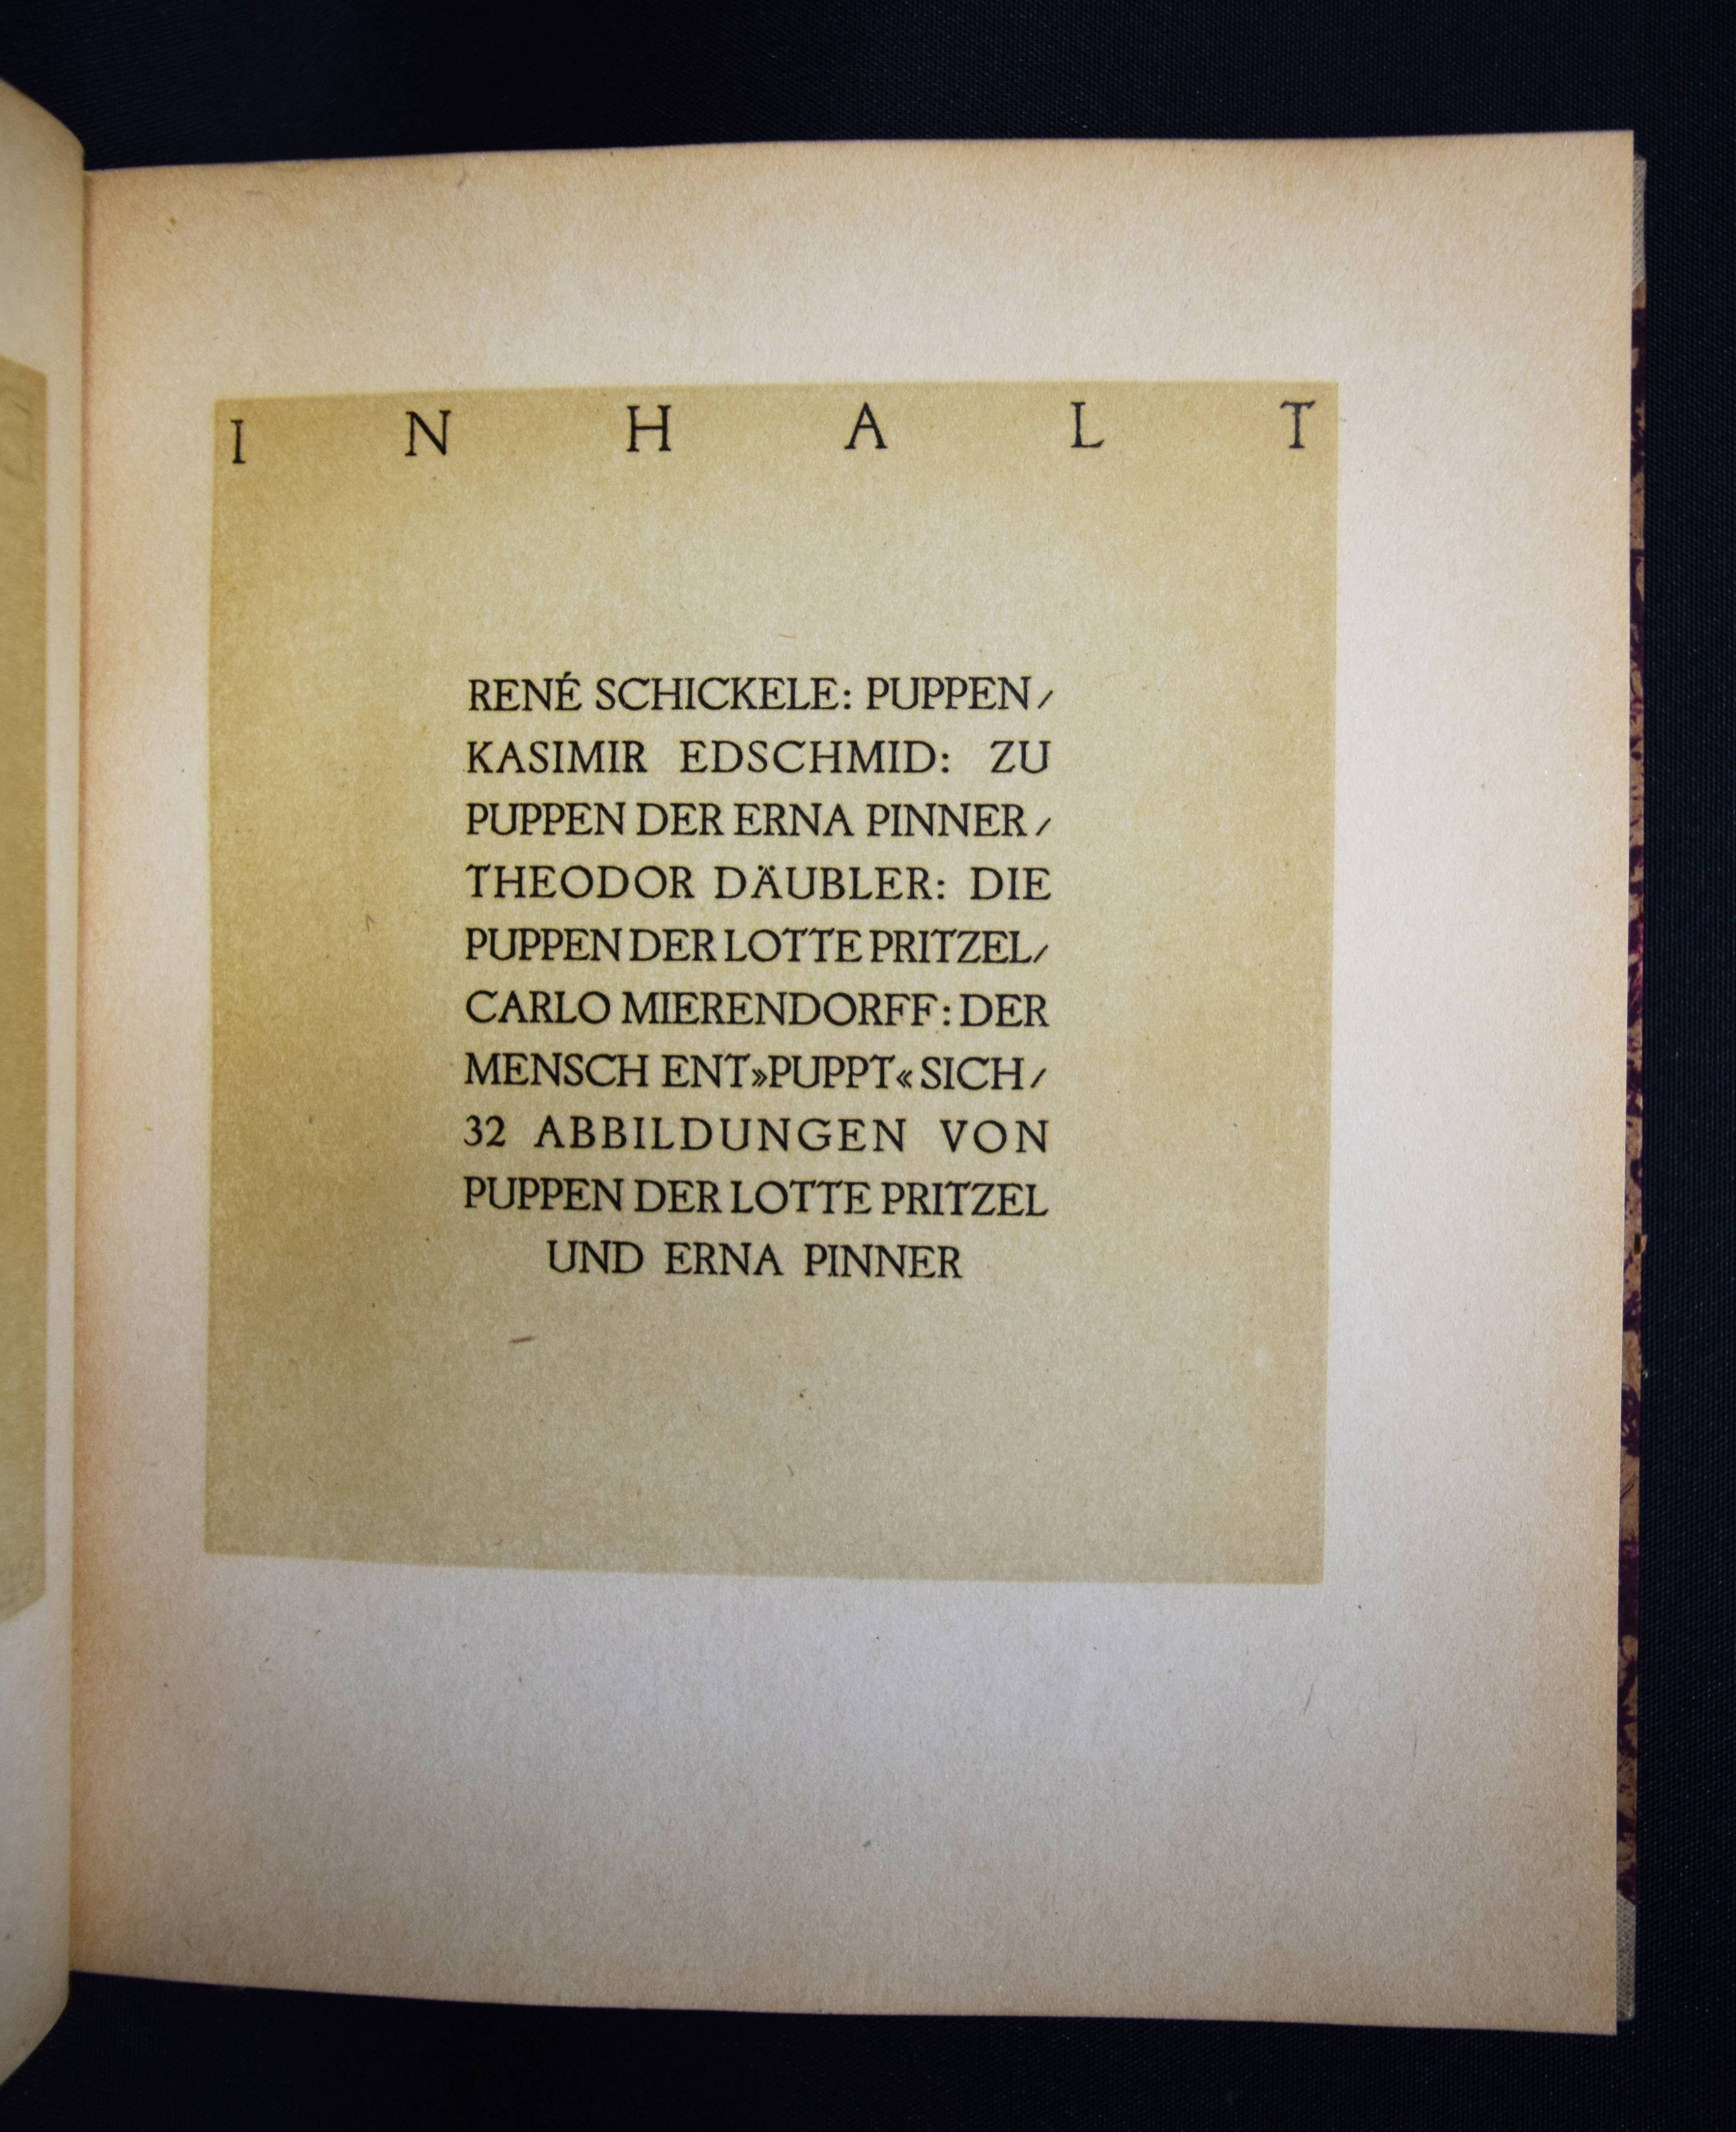 I N H A L T
RENÉ SCHICKELE: PUPPEN/
KASIMIR EDSCHMID: ZU
PUPPEN DER ERNA PINNER/
THEODOR DÄUBLER: DIE
PUPPEN DER LOTTE PRITZEL/
CARLO MIERENDORFF: DER
MENSCH ENT»PUPPT« SICH/
32 ABBILDUNGEN VON
PUPPEN DER LOTTE PRITZEL
UND ERNA PINNER